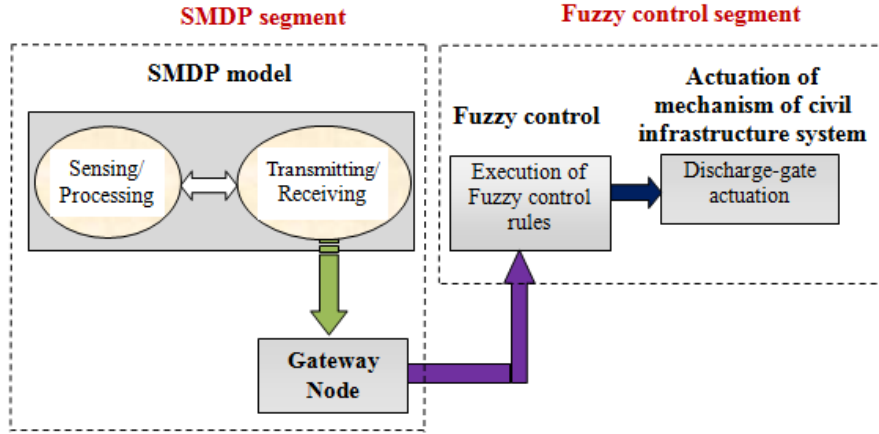 SMDP segment
SMDP model
Sensing/
Processing
Transmitting/
Receiving
Gateway
Node
Fuzzy control segment
Fuzzy control
Execution of
Fuzzy control
rules
Actuation of
mechanism of civil
infrastructure system
Discharge-gate
actuation